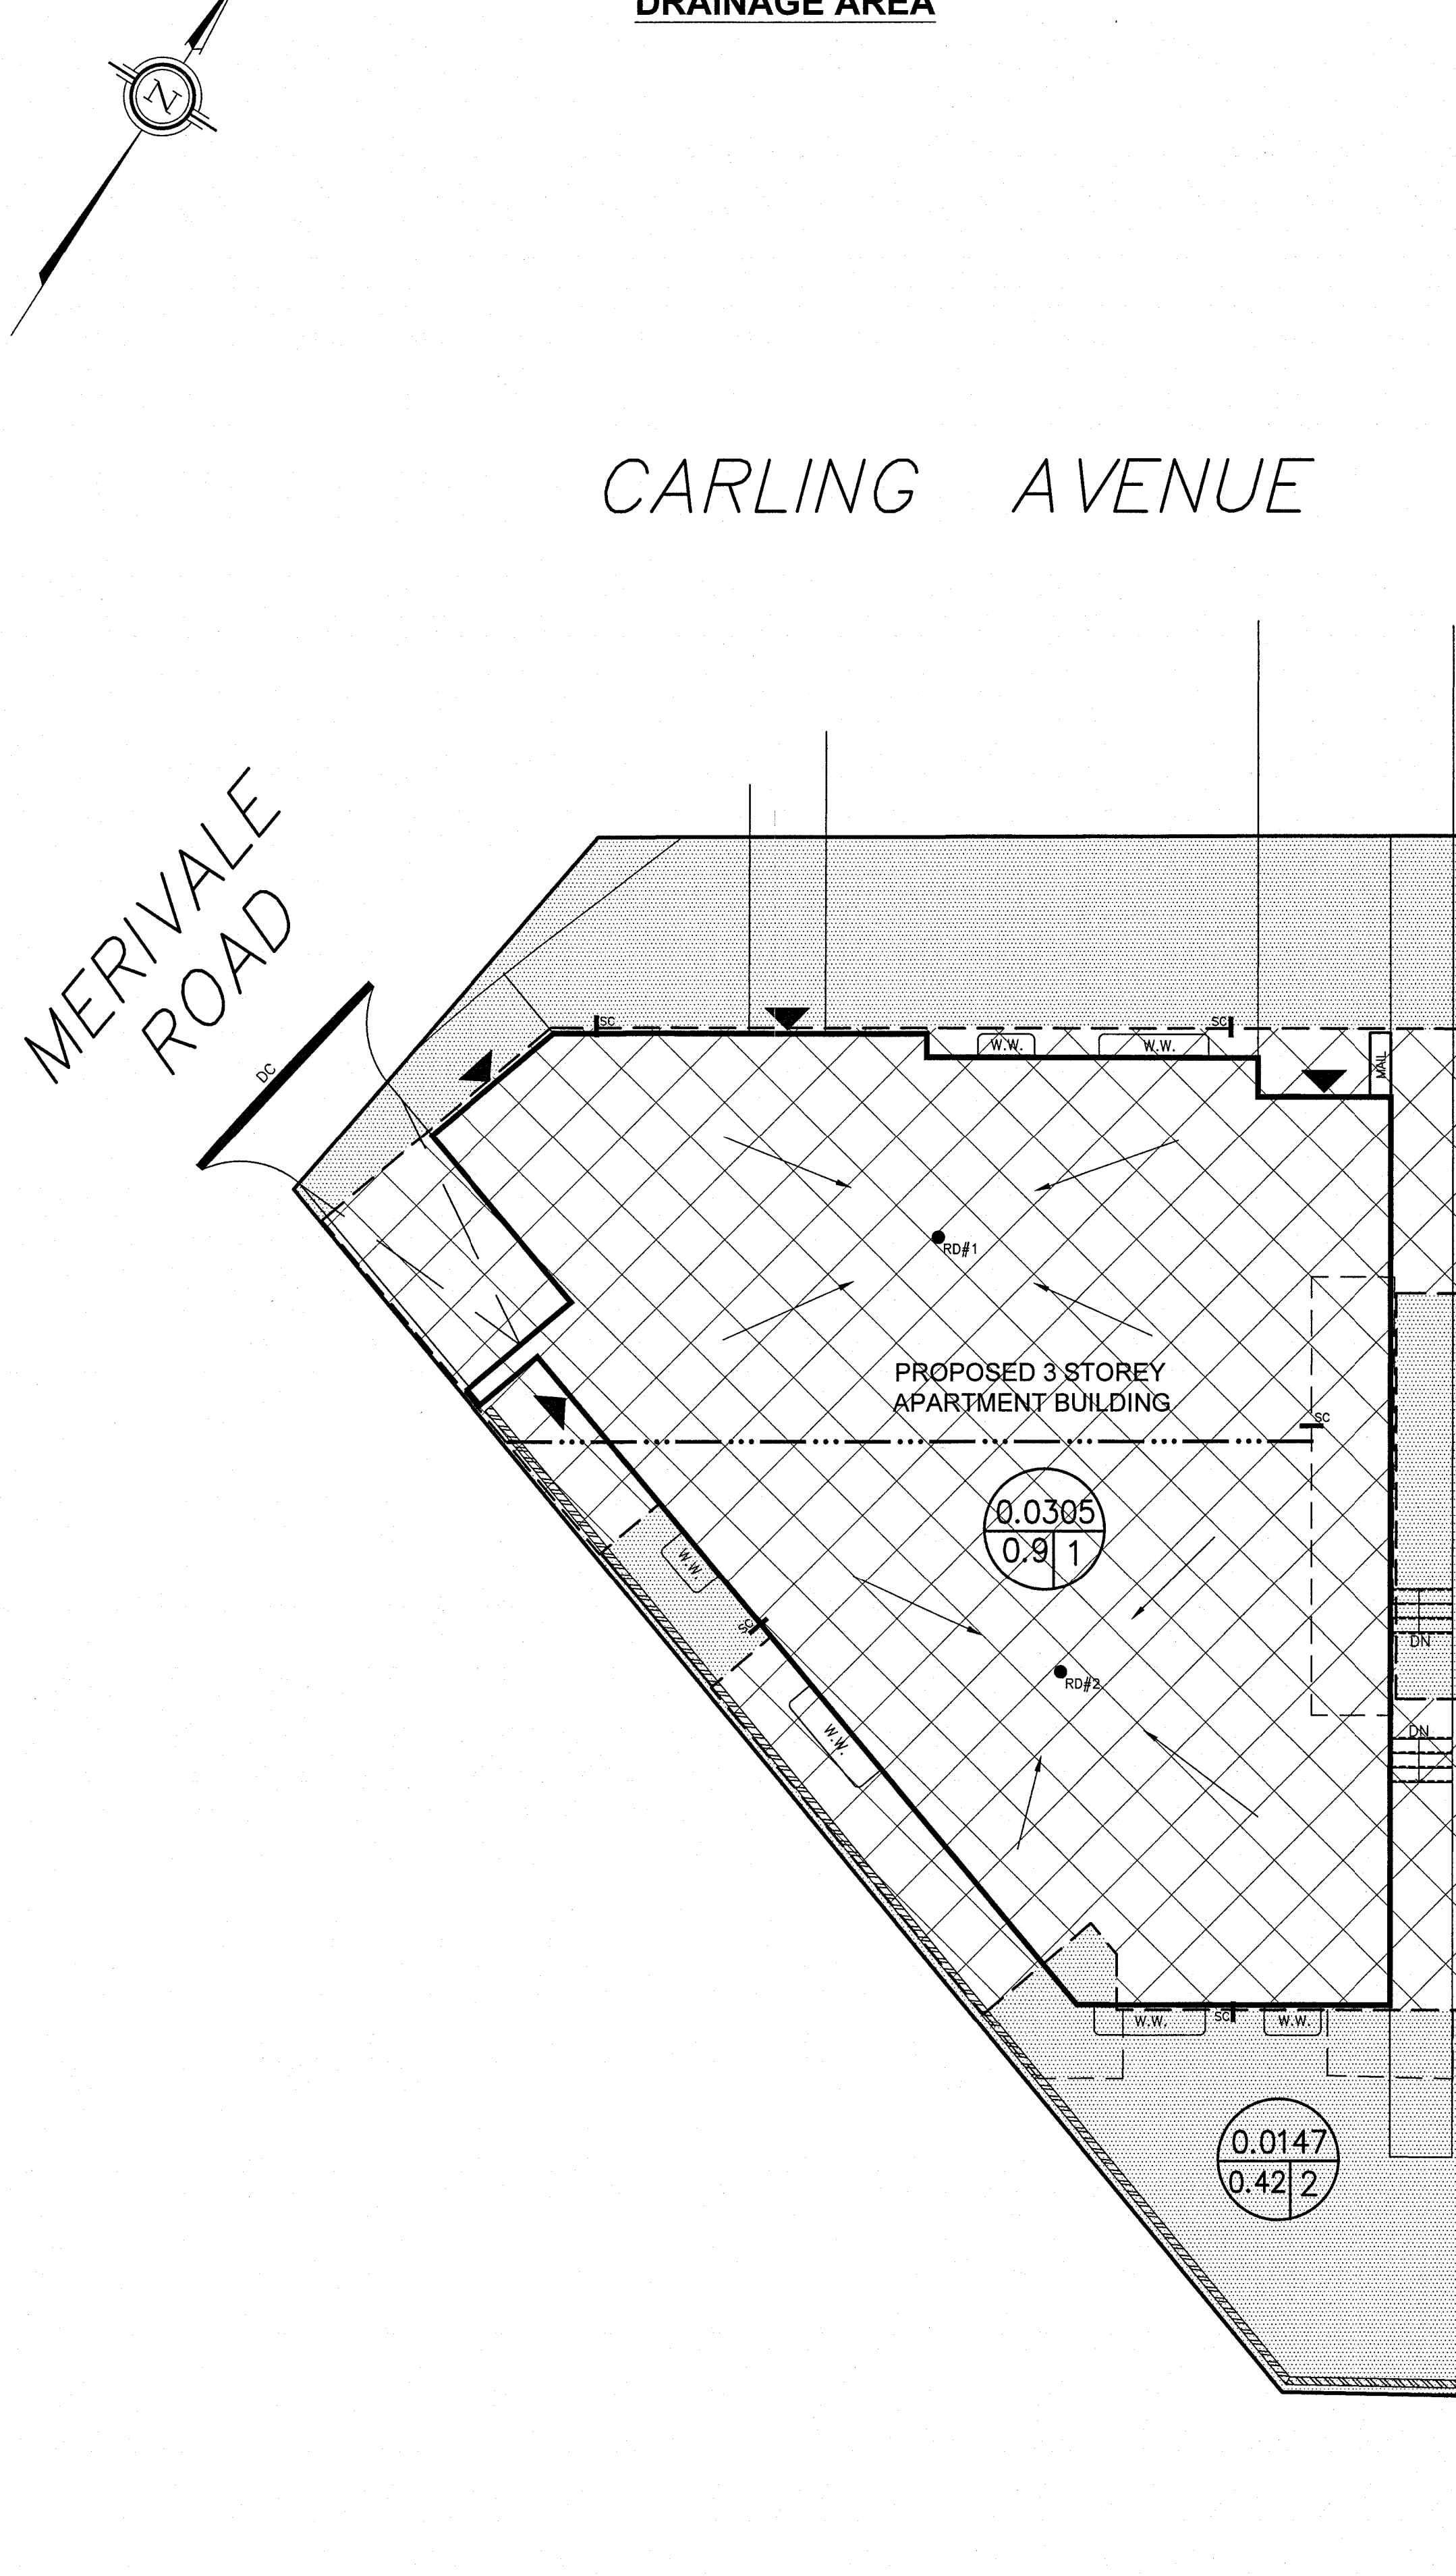 DRAINAGE AREA
N
CARLING AVENUE
MERIVALE
ROAD
DC
SC
SC
W.W.
W.W.
MAIL
RD#1
PROPOSED 3 STOREY
APARTMENT BUILDING
SC
0.0305
0.9 1
W.W
SC
DN
RD#2
W.W.
DN
W.W.
SC
W.W.
0.0147
0.42 2